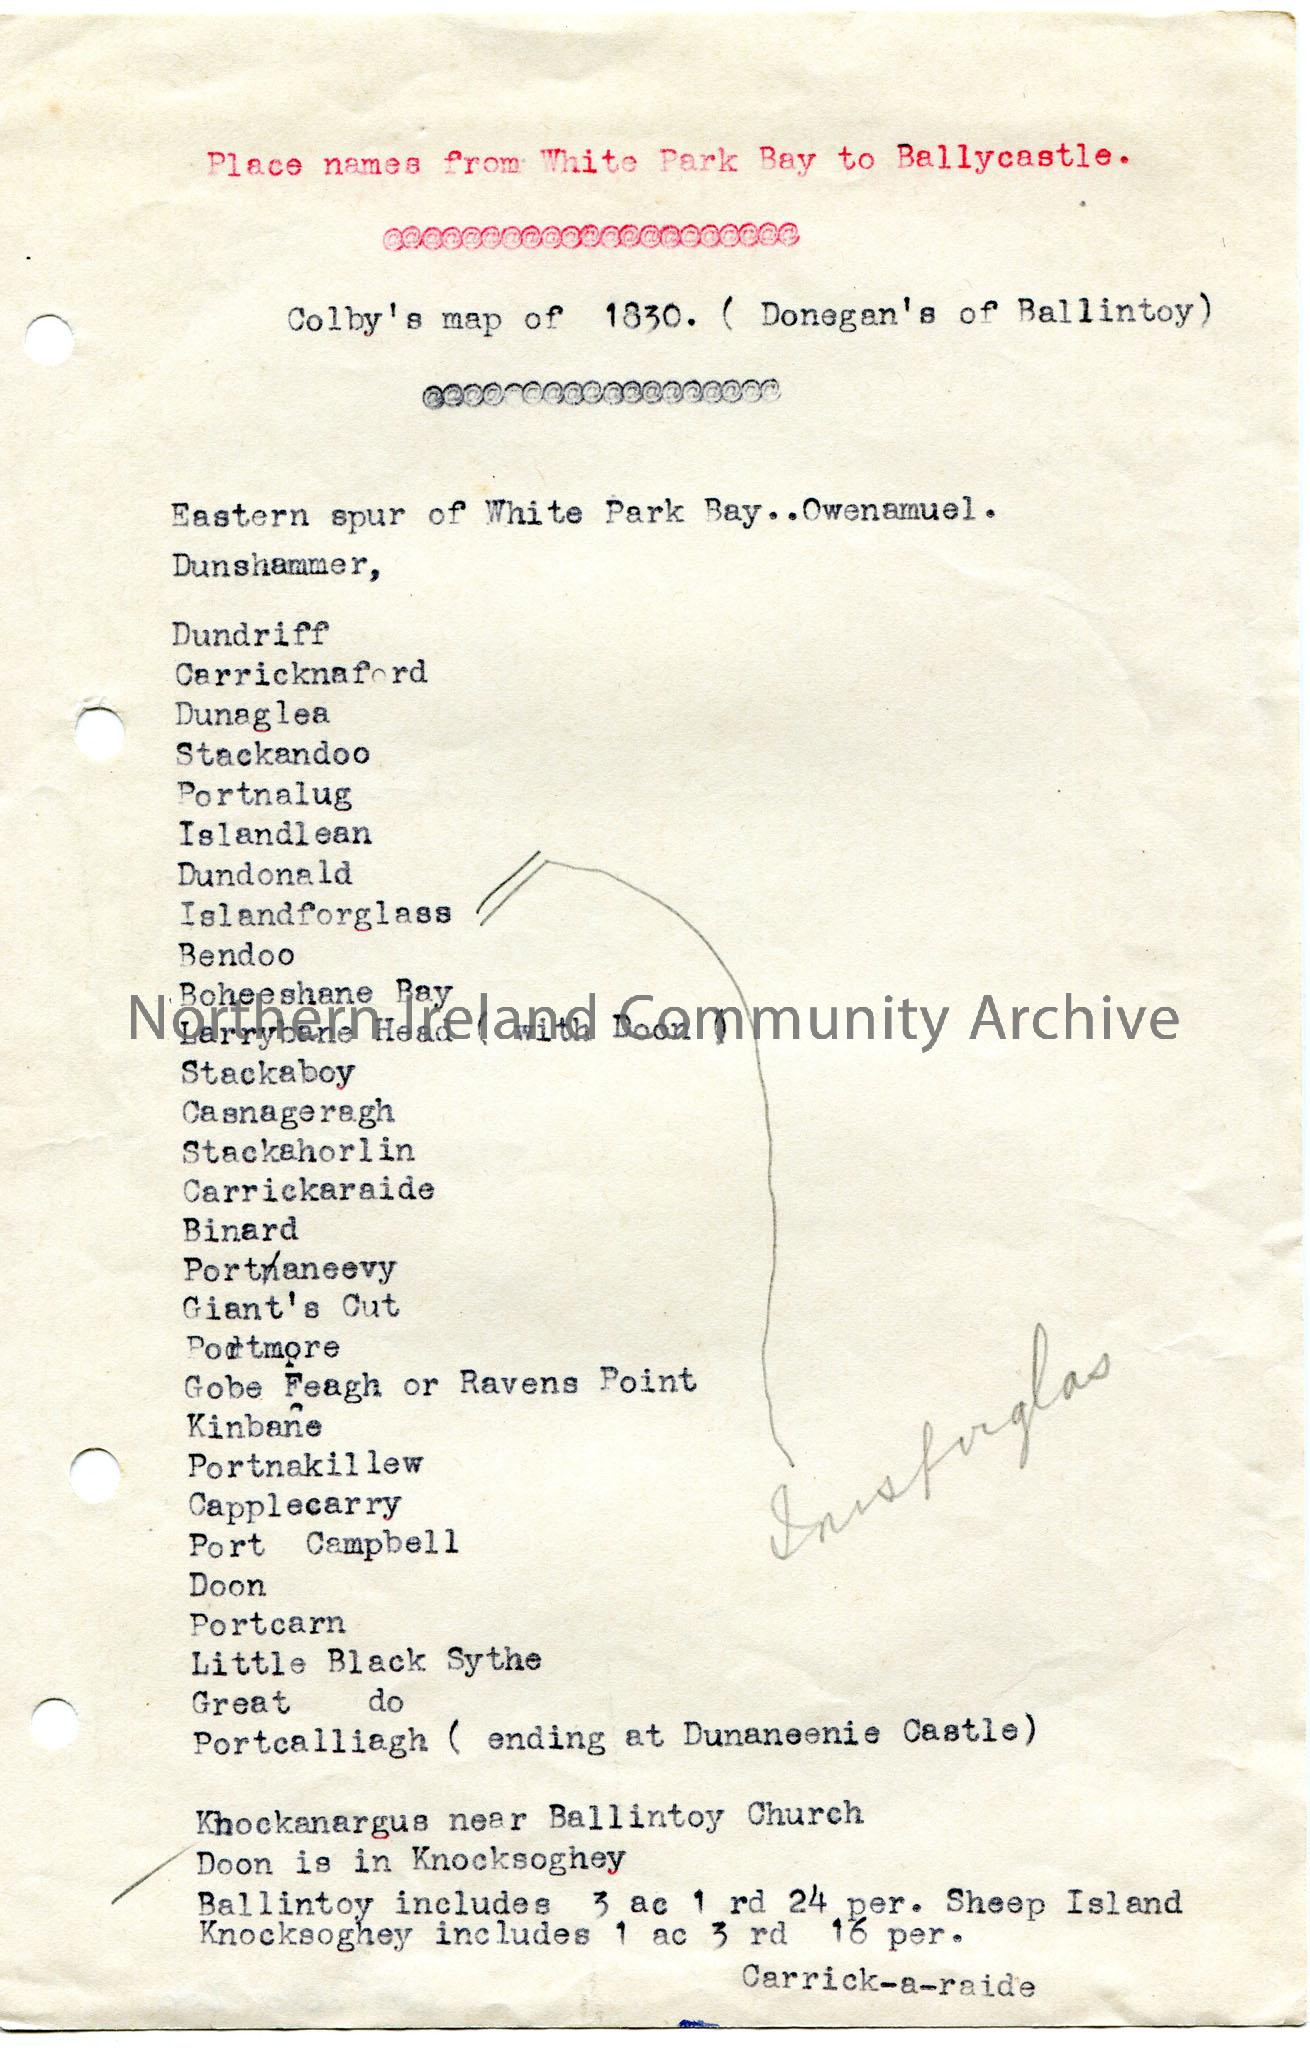 Place names from White Park Bay to Ballycastle.
@@@@@@@@@@@@@@@@@@@@@
Colby's map of 1830. ( Donegan's of Ballintoy)
@@@@@@@@@@@@@@@@@@
Eastern spur of White Park Bay..Owenamuel.
Dunshammer,
Dundriff
Carricknaford
Dunaglea
Stackandoo
Portnalug
Islandlean
Dundonald
Islandforglass
Bendoo
Boheeshane Bay
Northern Ireland Community Archive
Larrybane Head ( with Doon )
Stackaboy
Casnageragh
Stackahorlin
Carrickaraide
Binard
Portnaneevy
Giant's Cut
Portmore
Gobe Feagh or Ravens Point
Kinbane
Portnakillew
Capplecarry
Port Campbell
Inisforglas
Doon
Portcarn
Little Black Sythe
Great do
Portcalliagh ( ending at Dunaneenie Castle)
Knockanargus near Ballintoy Church
Doon is in Knocksoghey
Ballintoy includes 3 ac 1 rd 24 per. Sheep Island
Knocksoghey includes 1 ac 3 rd 16 per.
Carrick-a-raide